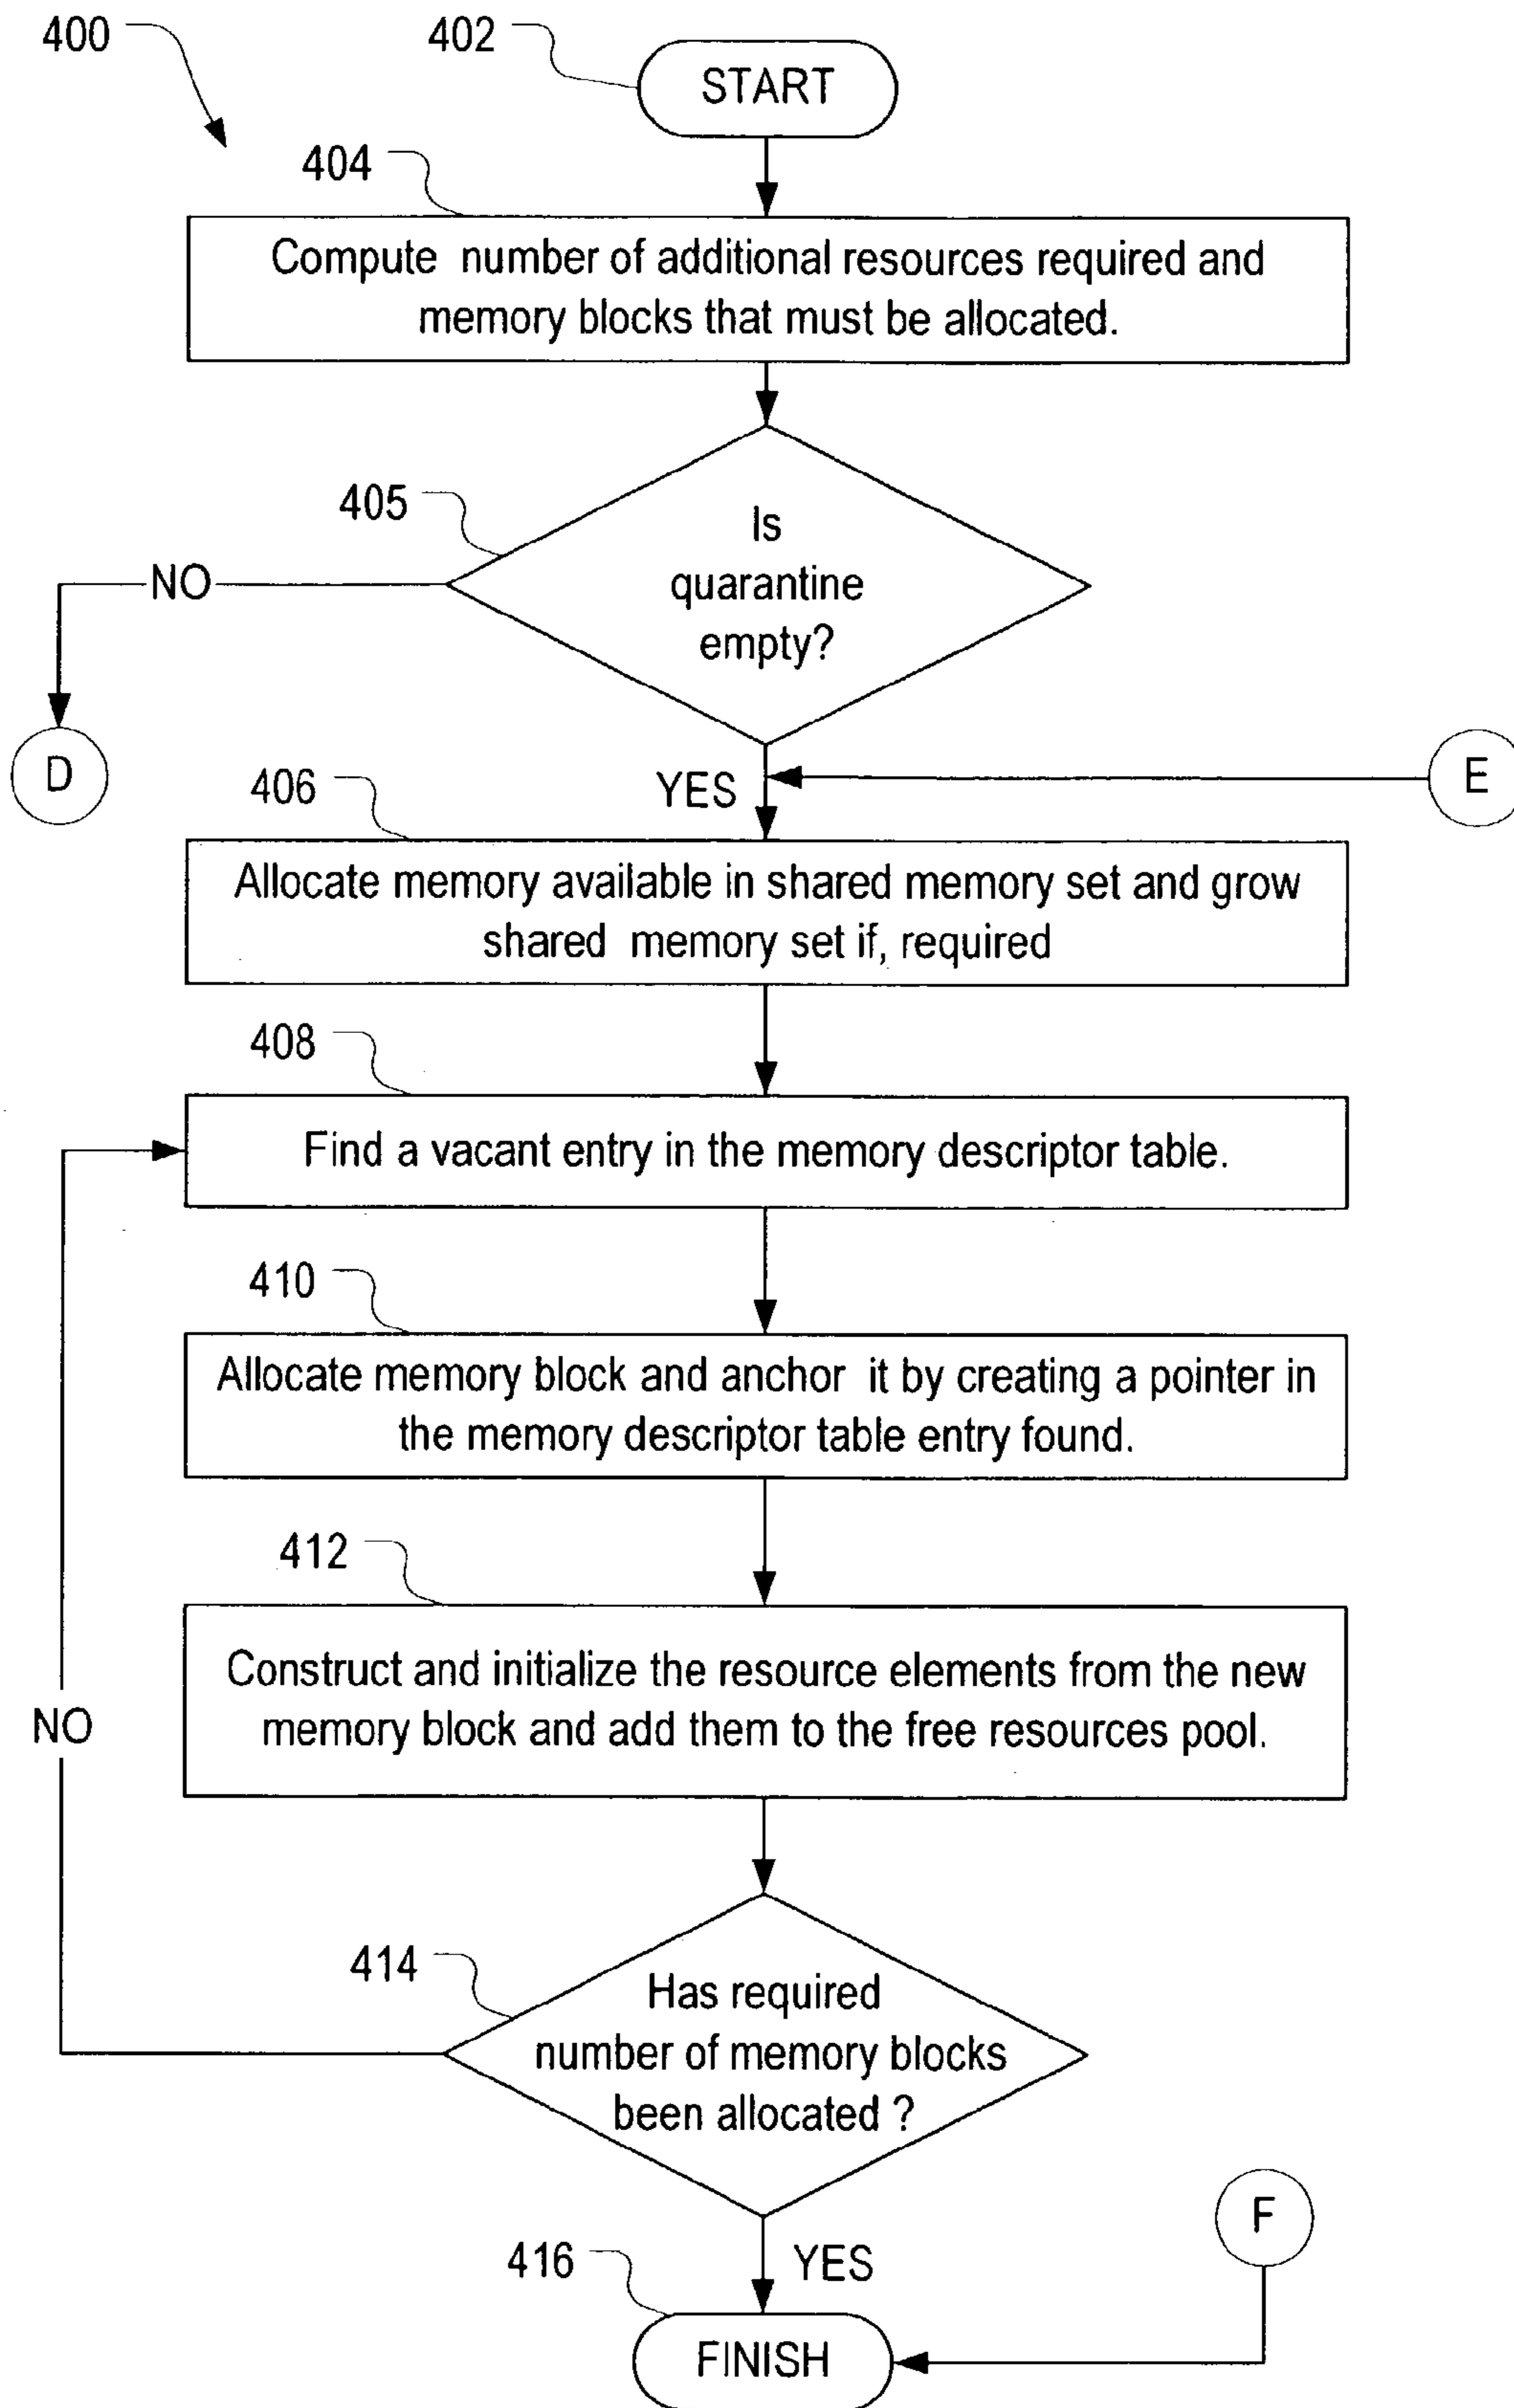 400
402
START
404
Compute number of additional resources required and
memory blocks that must be allocated.
405
Is
quarantine
empty?
NO
D
406
YES
E
Allocate memory available in shared memory set and grow
shared memory set if, required
408
Find a vacant entry in the memory descriptor table.
410
Allocate memory block and anchor it by creating a pointer in
the memory descriptor table entry found.
412
Construct and initialize the resource elements from the new
memory block and add them to the free resources pool.
NO
414
Has required
number of memory blocks
been allocated ?
F
416
YES
FINISH